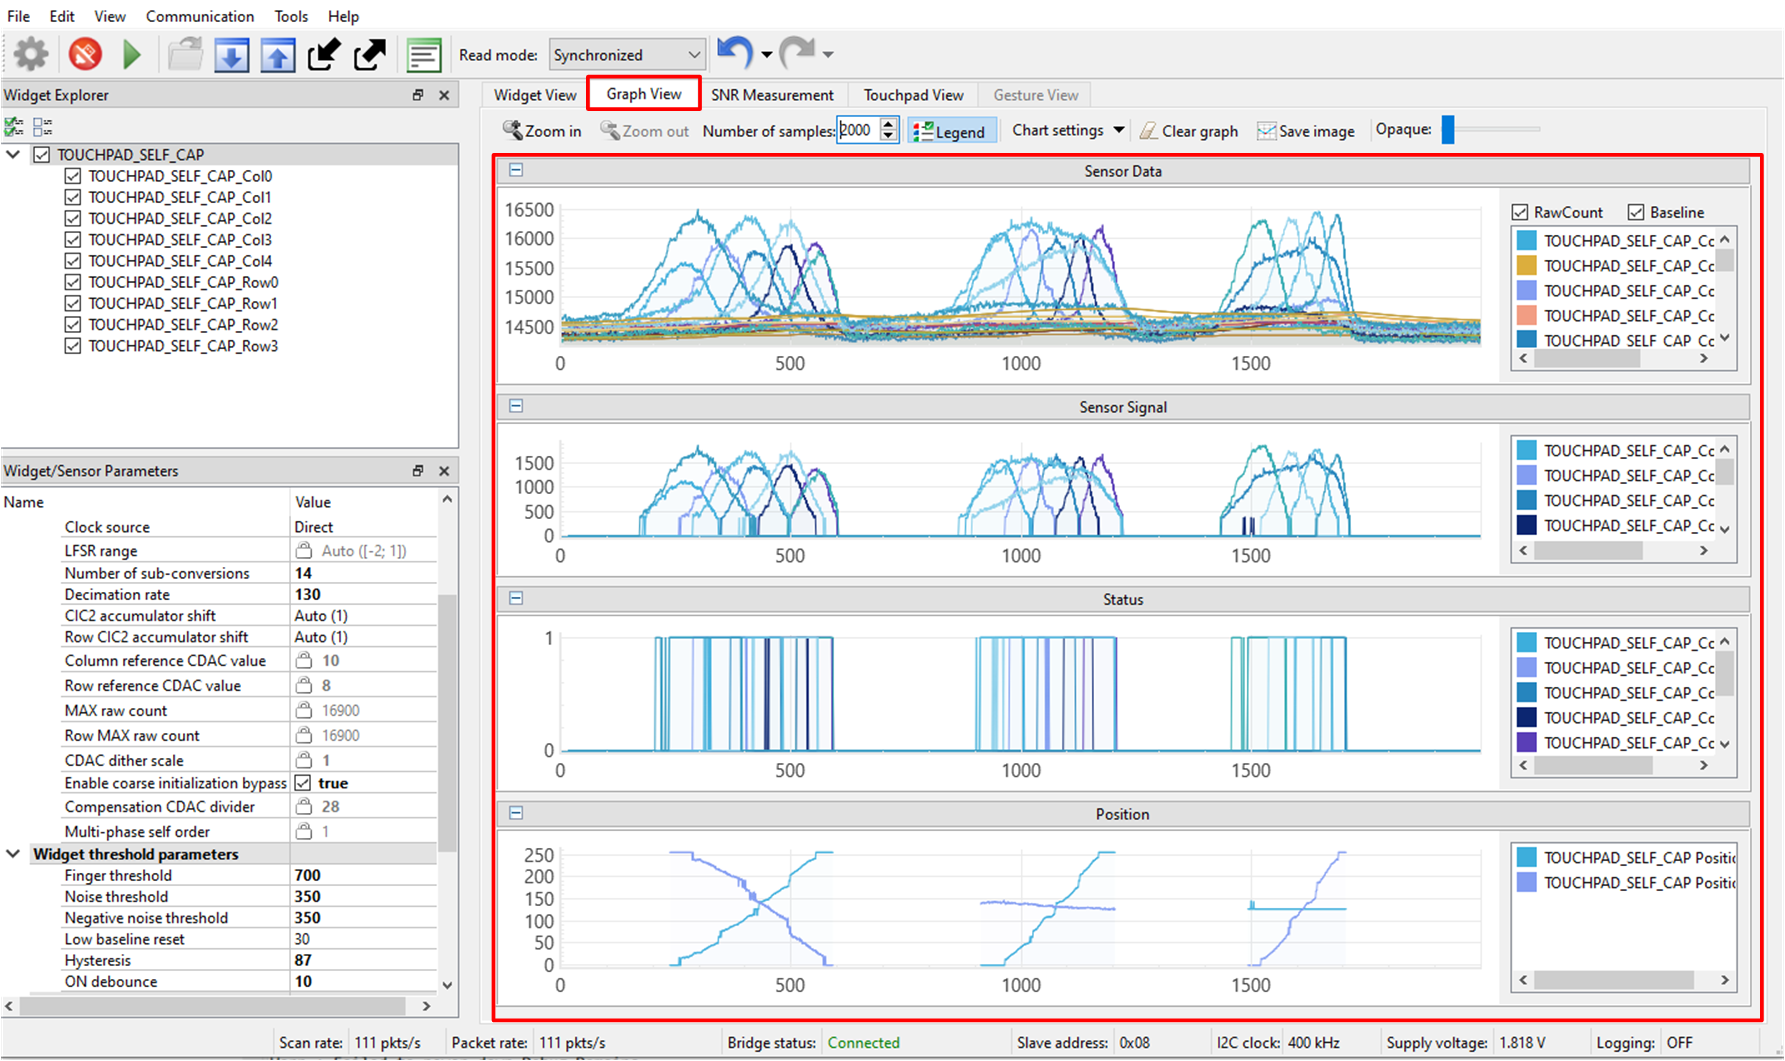 File Edit View Communication Tools Help
Read mode: Synchronized
Widget Explorer
TOUCHPAD_SELF_CAP
TOUCHPAD_SELF_CAP_Col0
TOUCHPAD_SELF_CAP_Col1
TOUCHPAD_SELF_CAP_Col2
TOUCHPAD_SELF_CAP_Col3
TOUCHPAD_SELF_CAP_Col4
TOUCHPAD_SELF_CAP_Row0
TOUCHPAD_SELF_CAP_Row1
TOUCHPAD_SELF_CAP_Row2
TOUCHPAD_SELF_CAP_Row3
Widget/Sensor Parameters
Name Value
Clock source Direct
LFSR range Auto ([-2; 1])
Number of sub-conversions 14
Decimation rate 130
CIC2 accumulator shift Auto (1)
Row CIC2 accumulator shift Auto (1)
Column reference CDAC value 10
Row reference CDAC value 8
MAX raw count 16900
Row MAX raw count 16900
CDAC dither scale 1
Enable coarse initialization bypass true
Compensation CDAC divider 28
Multi-phase self order 1
Widget threshold parameters
Finger threshold 700
Noise threshold 350
Negative noise threshold 350
Low baseline reset 30
Hysteresis 87
ON debounce 10
Widget View Graph View SNR Measurement Touchpad View Gesture View
Zoom in Zoom out Number of samples: 2000 Legend Chart settings Clear graph Save image Opaque:
Sensor Data
16500
16000
15500
15000
14500
0 500 1000 1500
RawCount Baseline
TOUCHPAD_SELF_CAP_Cc
TOUCHPAD_SELF_CAP_Cc
TOUCHPAD_SELF_CAP_Cc
TOUCHPAD_SELF_CAP_Cc
TOUCHPAD_SELF_CAP_Cc
Sensor Signal
1500
1000
500
0
0 500 1000 1500
TOUCHPAD_SELF_CAP_Cc
TOUCHPAD_SELF_CAP_Cc
TOUCHPAD_SELF_CAP_Cc
TOUCHPAD_SELF_CAP_Cc
Status
1
0
0 500 1000 1500
TOUCHPAD_SELF_CAP_Cc
TOUCHPAD_SELF_CAP_Cc
TOUCHPAD_SELF_CAP_Cc
TOUCHPAD_SELF_CAP_Cc
TOUCHPAD_SELF_CAP_Cc
Position
250
200
150
100
50
0
0 500 1000 1500
TOUCHPAD_SELF_CAP Positic
TOUCHPAD_SELF_CAP Positic
Scan rate: 111 pkts/s Packet rate: 111 pkts/s Bridge status: Connected Slave address: 0x08 I2C clock: 400 kHz Supply voltage: 1.818 V Logging: OFF